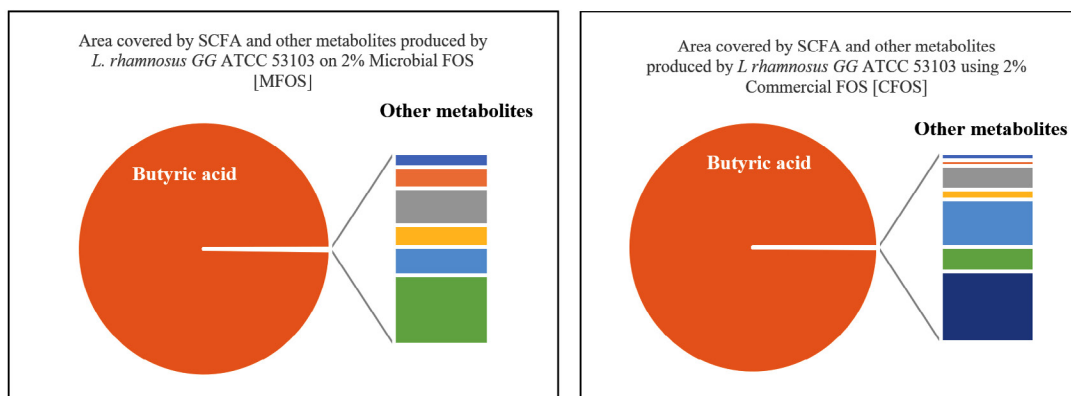 Area covered by SCFA and other metabolites produced by
L. rhamnosus GG ATCC 53103 on 2% Microbial FOS
[MFOS]
Other metabolites
Butyric acid
Area covered by SCFA and other metabolites
produced by L rhamnosus GG ATCC 53103 using 2%
Commercial FOS [CFOS]
Other metabolites
Butyric acid